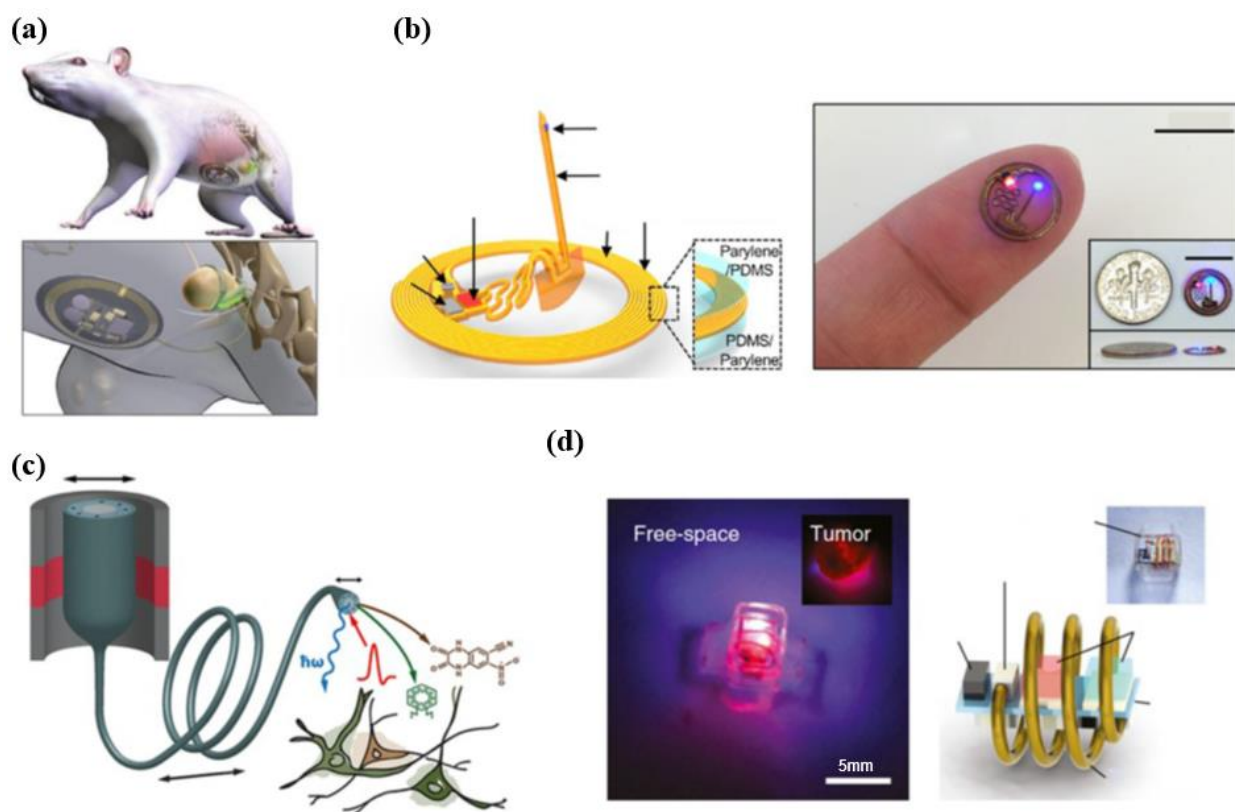 (a)
(b)
Parylene
/PDMS
PDMS/
Parylene
(c)
ħω
(d)
Free-space
Tumor
5mm